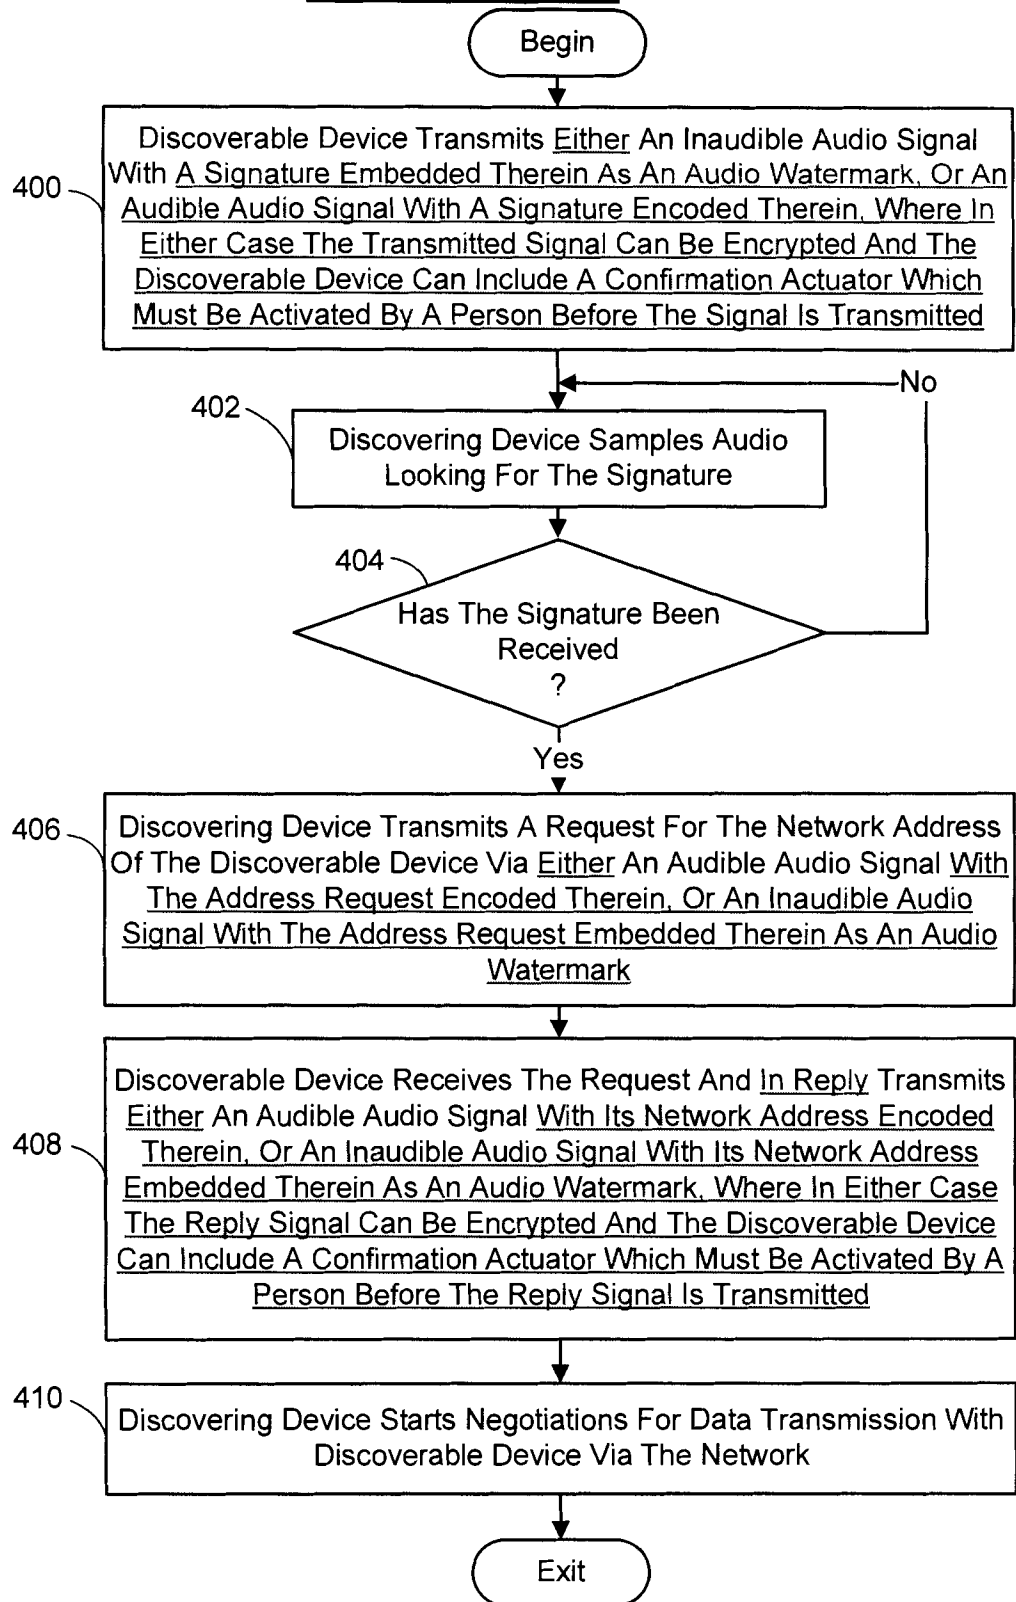 Begin
400
Discoverable Device Transmits Either An Inaudible Audio Signal
With A Signature Embedded Therein As An Audio Watermark, Or An
Audible Audio Signal With A Signature Encoded Therein, Where In
Either Case The Transmitted Signal Can Be Encrypted And The
Discoverable Device Can Include A Confirmation Actuator Which
Must Be Activated By A Person Before The Signal Is Transmitted
No
402
Discovering Device Samples Audio
Looking For The Signature
404
Has The Signature Been
Received
?
Yes
406
Discovering Device Transmits A Request For The Network Address
Of The Discoverable Device Via Either An Audible Audio Signal With
The Address Request Encoded Therein, Or An Inaudible Audio
Signal With The Address Request Embedded Therein As An Audio
Watermark
408
Discoverable Device Receives The Request And In Reply Transmits
Either An Audible Audio Signal With Its Network Address Encoded
Therein, Or An Inaudible Audio Signal With Its Network Address
Embedded Therein As An Audio Watermark, Where In Either Case
The Reply Signal Can Be Encrypted And The Discoverable Device
Can Include A Confirmation Actuator Which Must Be Activated By A
Person Before The Reply Signal Is Transmitted
410
Discovering Device Starts Negotiations For Data Transmission With
Discoverable Device Via The Network
Exit